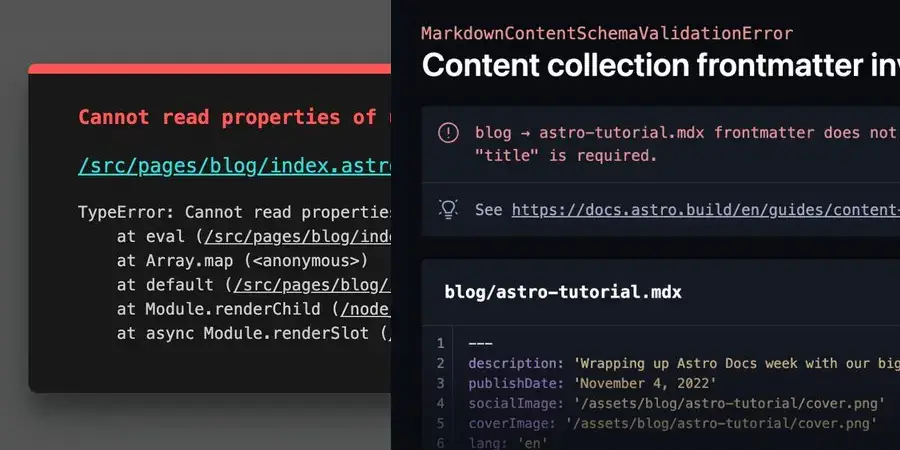 Cannot read properties of
/src/pages/blog/index.astro
TypeError: Cannot read properties
at eval (/src/pages/blog/inde
at Array.map (<anonymous>)
at default (/src/pages/blog/
at Module.renderChild (/node_
at async Module.renderSlot (/
MarkdownContentSchemaValidationError
Content collection frontmatter inv
blog → astro-tutorial.mdx frontmatter does not
"title" is required.
See https://docs.astro.build/en/guides/content-
blog/astro-tutorial.mdx
1 ---
2 description: 'Wrapping up Astro Docs week with our big
3 publishDate: 'November 4, 2022'
4 socialImage: '/assets/blog/astro-tutorial/cover.png'
5 coverImage: '/assets/blog/astro-tutorial/cover.png'
6 lang: 'en'